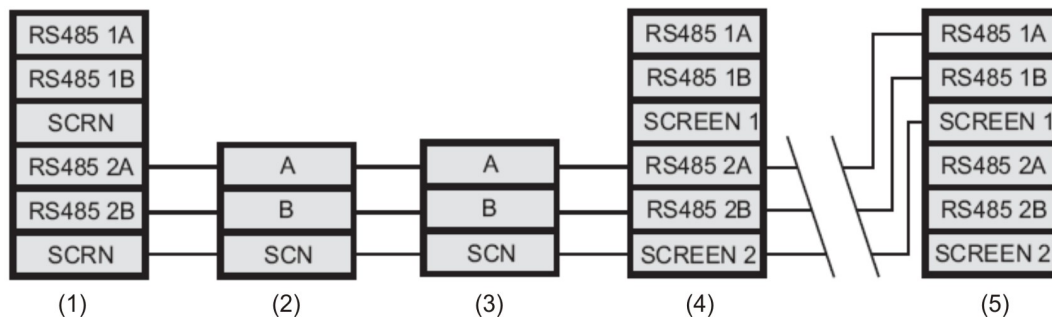 RS485 1A
RS485 1B
SCRN
RS485 2A
RS485 2B
SCRN
(1)
A
B
SCN
(2)
A
B
SCN
(3)
RS485 1A
RS485 1B
SCREEN 1
RS485 2A
RS485 2B
SCREEN 2
(4)
RS485 1A
RS485 1B
SCREEN 1
RS485 2A
RS485 2B
SCREEN 2
(5)